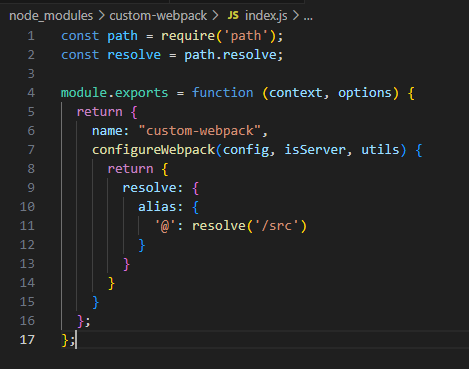 node_modules > custom-webpack > JS index.js > ...
1 const path = require('path');
2 const resolve = path.resolve;
3
4 module.exports = function (context, options) {
5   return {
6     name: "custom-webpack",
7     configureWebpack(config, isServer, utils) {
8       return {
9         resolve: {
10           alias: {
11             '@': resolve('/src')
12           }
13         }
14       }
15     }
16   };
17 };